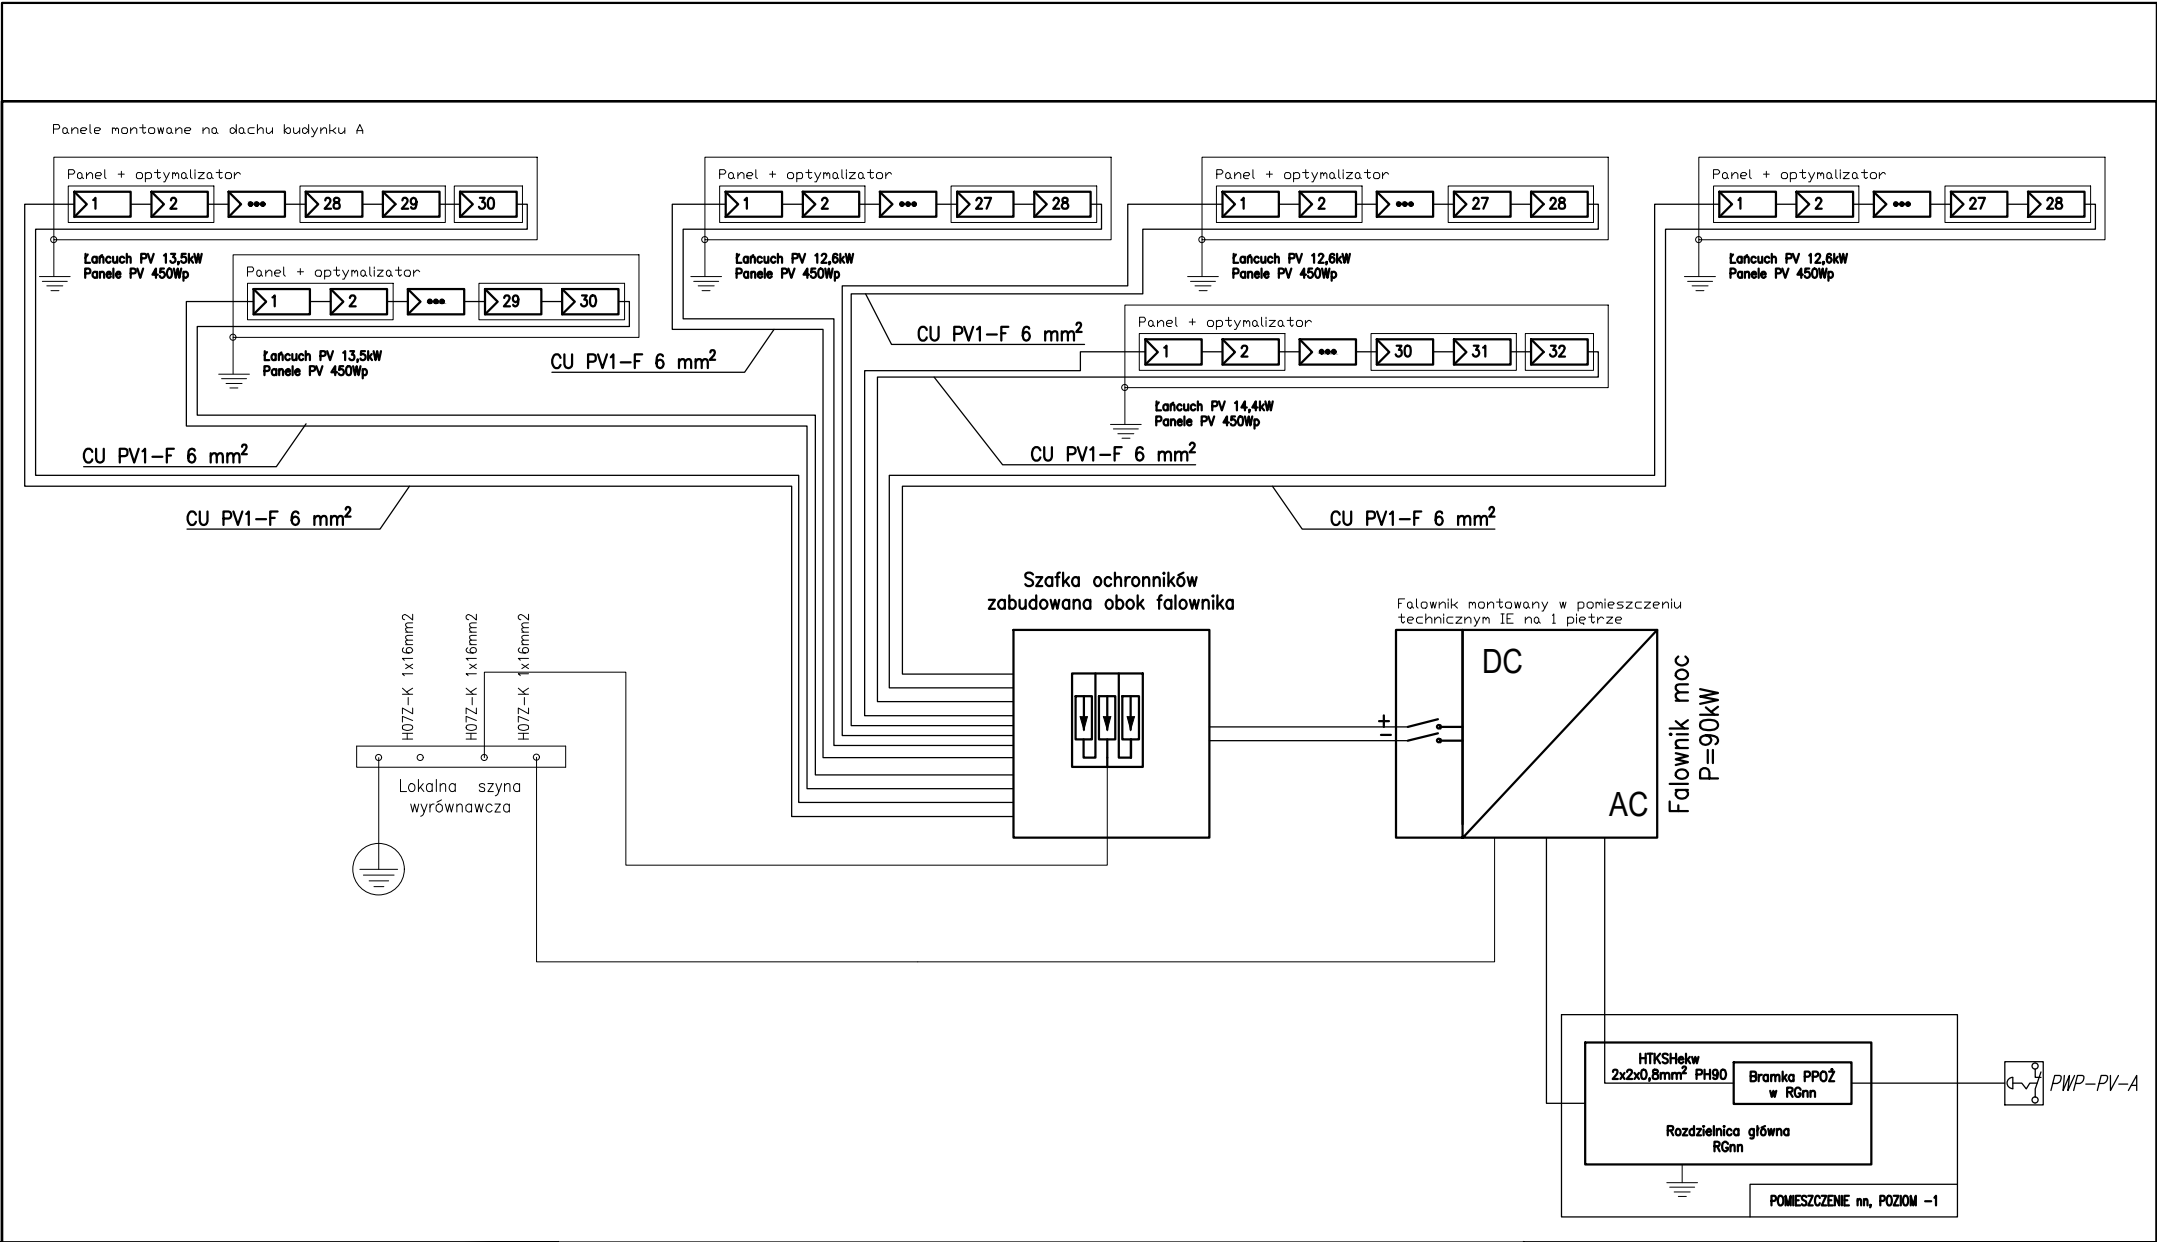 Panele montowane na dachu budynku A
Panel + optymalizator
1 2 ••• 28 29 30
Łańcuch PV 13,5kW
Panele PV 450Wp
Panel + optymalizator
1 2 ••• 29 30
Łańcuch PV 13,5kW
Panele PV 450Wp
Panel + optymalizator
1 2 ••• 27 28
Łańcuch PV 12,6kW
Panele PV 450Wp
Panel + optymalizator
1 2 ••• 27 28
Łańcuch PV 12,6kW
Panele PV 450Wp
Panel + optymalizator
1 2 ••• 30 31 32
Łańcuch PV 14,4kW
Panele PV 450Wp
Panel + optymalizator
1 2 ••• 27 28
Łańcuch PV 12,6kW
Panele PV 450Wp
CU PV1-F 6 mm²
CU PV1-F 6 mm²
CU PV1-F 6 mm²
CU PV1-F 6 mm²
CU PV1-F 6 mm²
CU PV1-F 6 mm²
H07Z-K 1x16mm2
H07Z-K 1x16mm2
H07Z-K 1x16mm2
Lokalna szyna
wyrównawcza
Szafka ochronników
zabudowana obok falownika
Falownik montowany w pomieszczeniu
technicznym IE na 1 piętrze
+
−
DC
AC
Falownik moc
P=90kW
HTKSHekw
2x2x0,8mm² PH90
Bramka PPOŻ
w RGnn
Rozdzielnica główna
RGnn
POMIESZCZENIE nn, POZIOM -1
PWP-PV-A